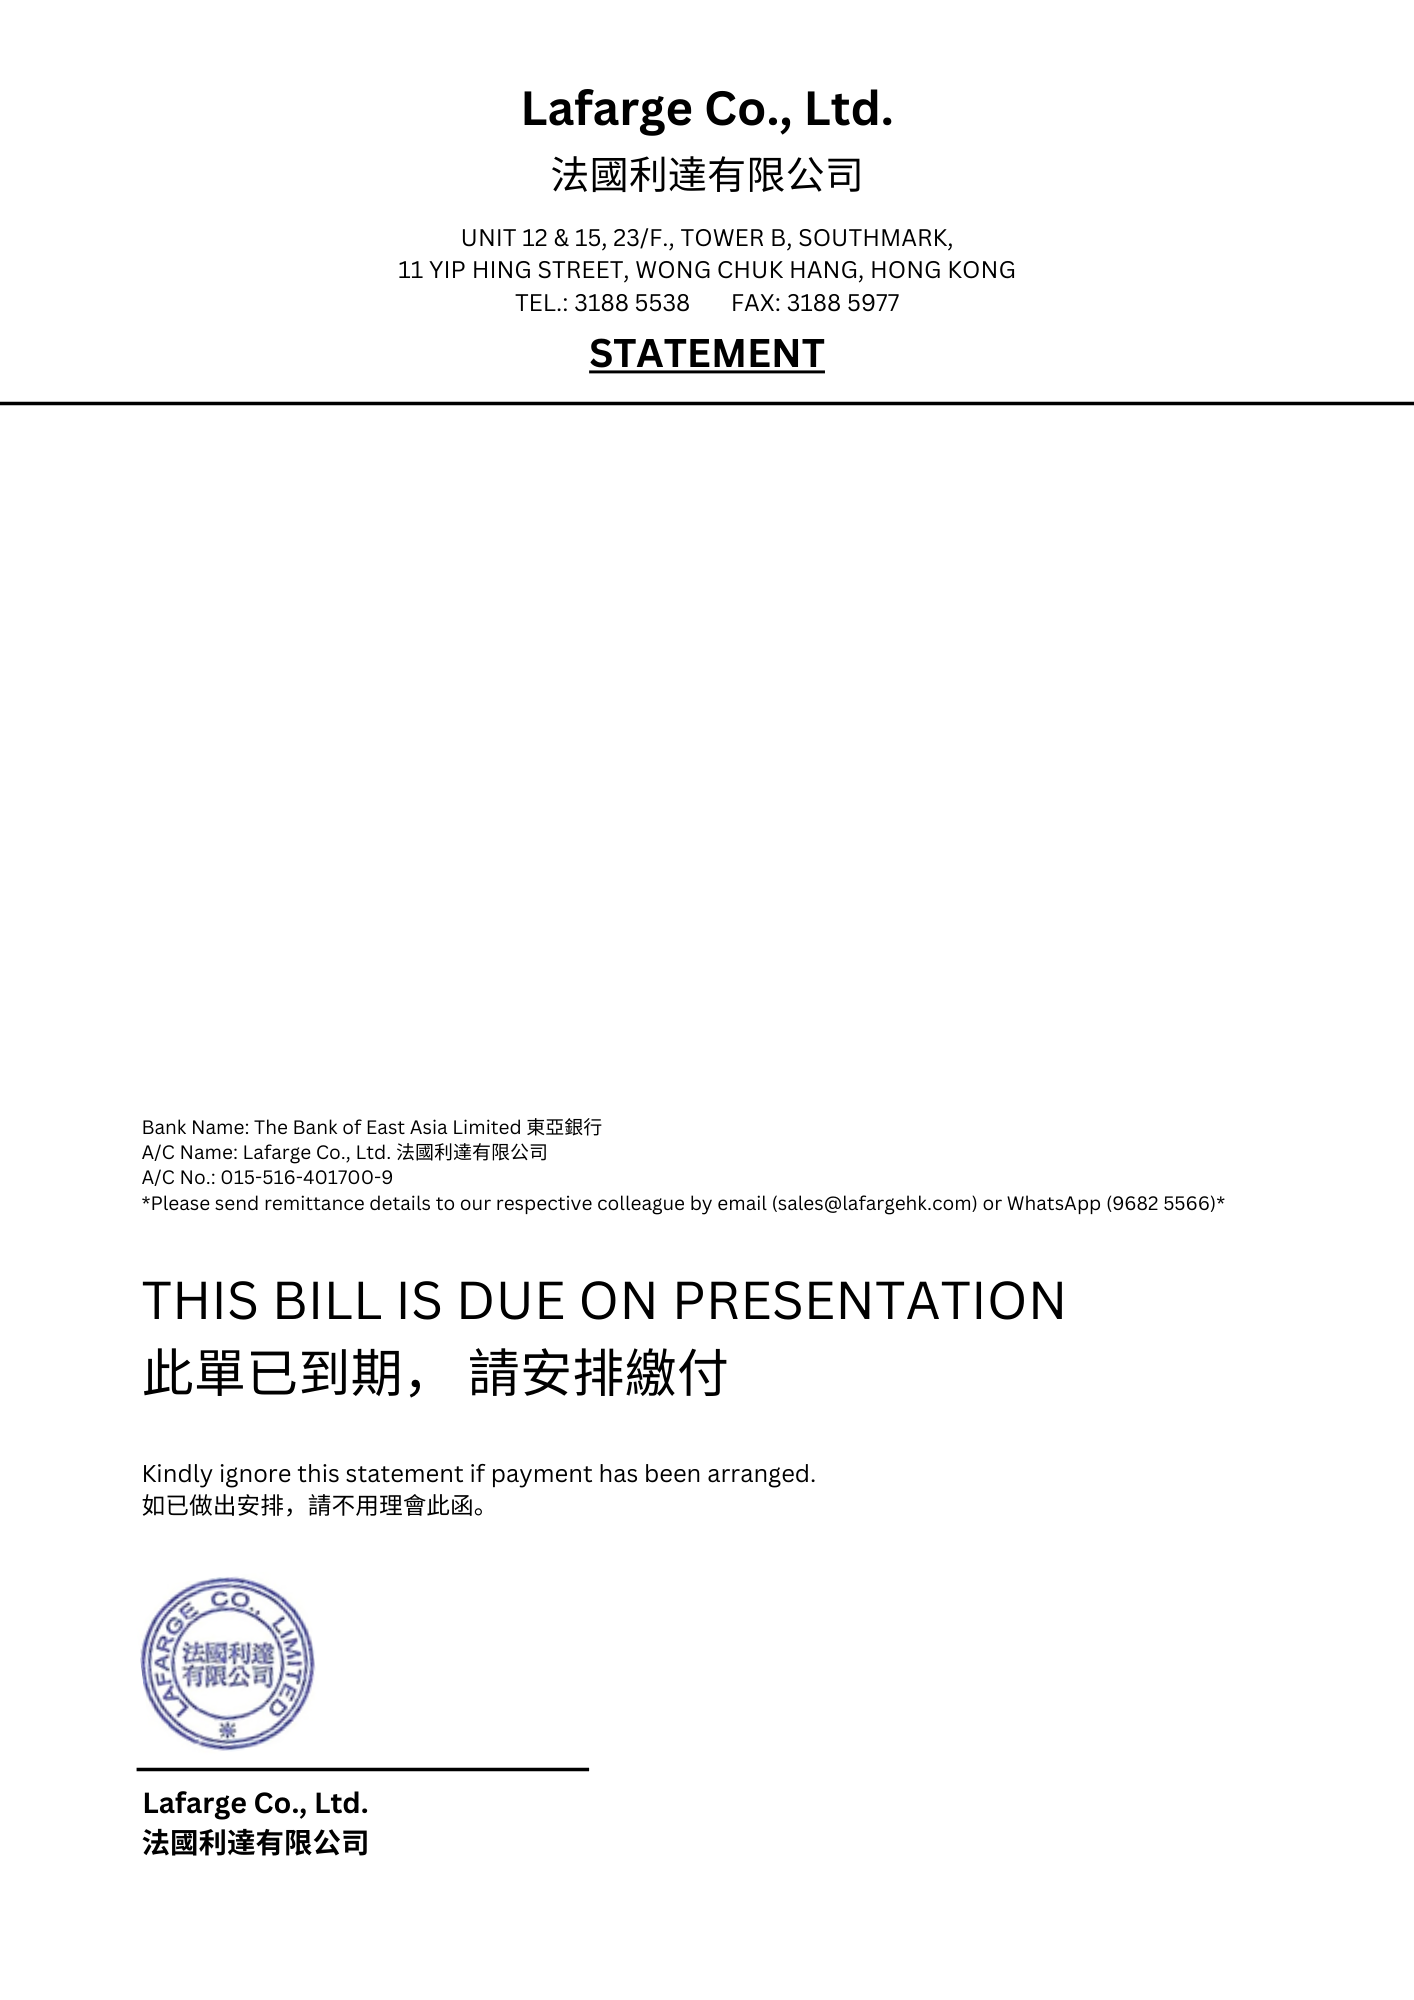 Lafarge Co., Ltd.
法國利達有限公司
UNIT 12 & 15, 23/F., TOWER B, SOUTHMARK,
11 YIP HING STREET, WONG CHUK HANG, HONG KONG
TEL.: 3188 5538 FAX: 3188 5977
STATEMENT
Bank Name: The Bank of East Asia Limited 東亞銀行
A/C Name: Lafarge Co., Ltd. 法國利達有限公司
A/C No.: 015-516-401700-9
*Please send remittance details to our respective colleague by email (sales@lafargehk.com) or WhatsApp (9682 5566)*
THIS BILL IS DUE ON PRESENTATION
此單已到期， 請安排繳付
Kindly ignore this statement if payment has been arranged.
如已做出安排，請不用理會此函。
LAFARGE CO., LIMITED
法國利達
有限公司
Lafarge Co., Ltd.
法國利達有限公司